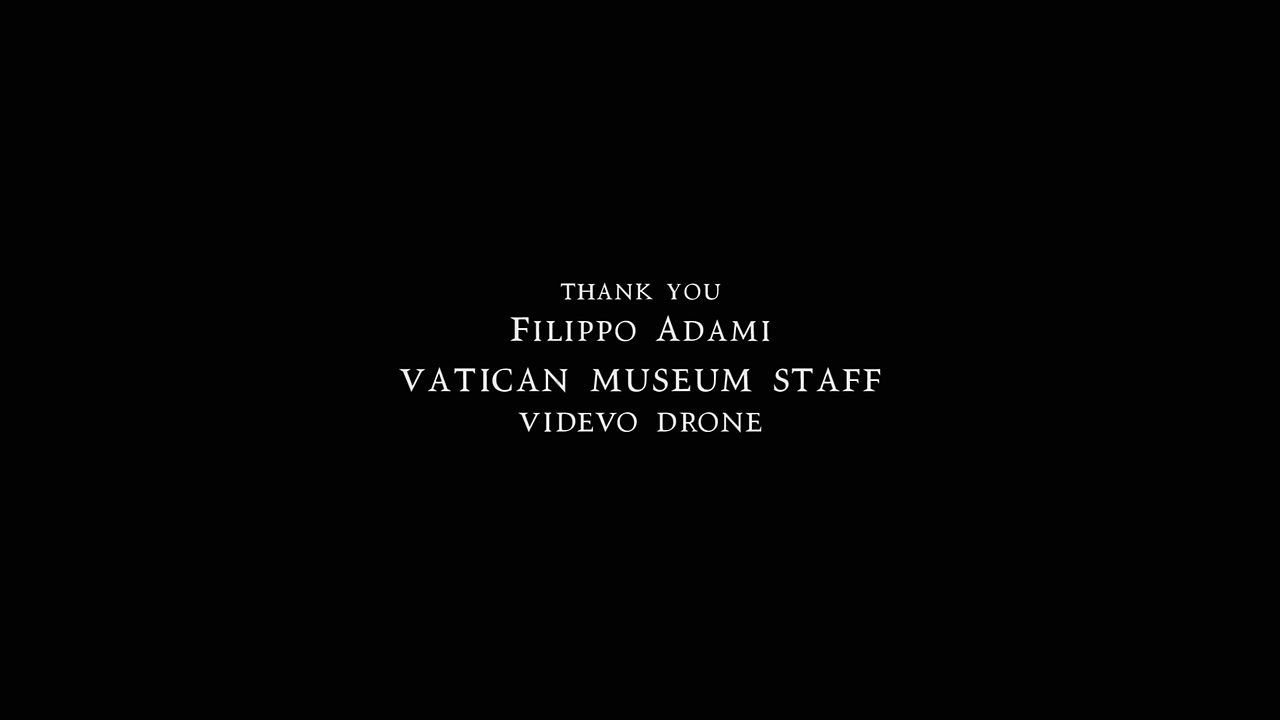 THANK YOU
FILIPPO ADAMI
VATICAN MUSEUM STAFF
VIDEVO DRONE